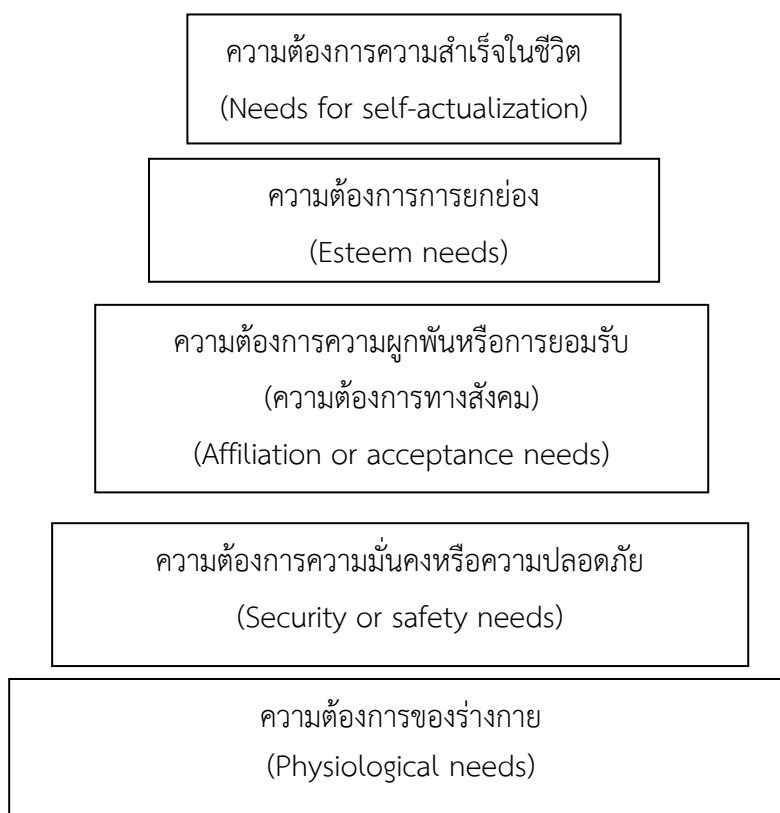 ความต้องการความสำเร็จในชีวิต
(Needs for self-actualization)
ความต้องการการยกย่อง
(Esteem needs)
ความต้องการความผูกพันหรือการยอมรับ
(ความต้องการทางสังคม)
(Affiliation or acceptance needs)
ความต้องการความมั่นคงหรือความปลอดภัย
(Security or safety needs)
ความต้องการของร่างกาย
(Physiological needs)